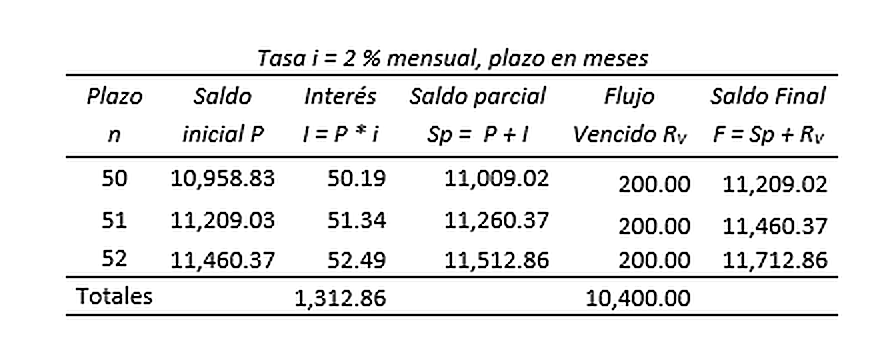 Tasa i = 2 % mensual, plazo en meses
Plazo Saldo Interés Saldo parcial Flujo Saldo Final
n inicial P I = P * i Sp = P + I Vencido Rv F = Sp + Rv
50 10,958.83 50.19 11,009.02 200.00 11,209.02
51 11,209.03 51.34 11,260.37 200.00 11,460.37
52 11,460.37 52.49 11,512.86 200.00 11,712.86
Totales 1,312.86 10,400.00